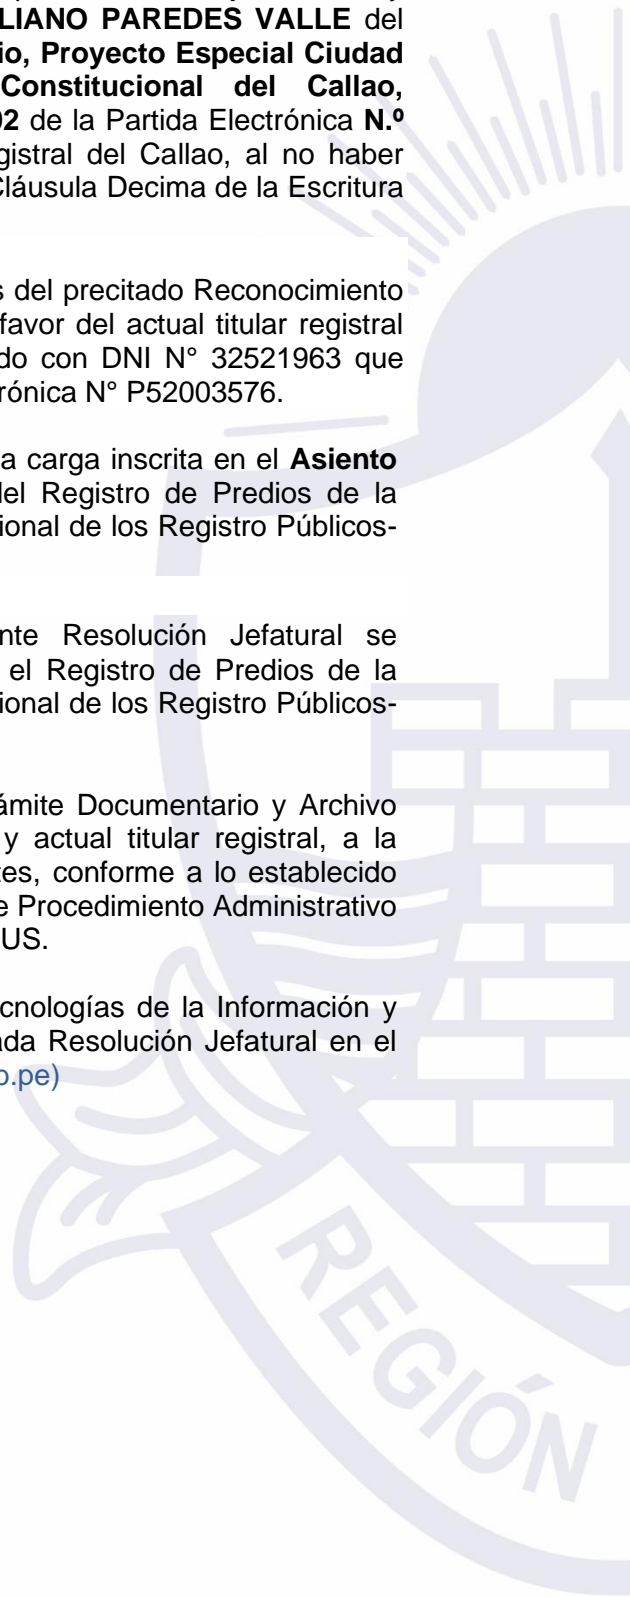 LIANO PAREDES VALLE del
io, Proyecto Especial Ciudad
Constitucional del Callao,
02 de la Partida Electrónica N.º
gistral del Callao, al no haber
Cláusula Decima de la Escritura
s del precitado Reconocimiento
favor del actual titular registral
do con DNI N° 32521963 que
rónica N° P52003576.
a carga inscrita en el Asiento
del Registro de Predios de la
ional de los Registro Públicos-
nte Resolución Jefatural se
el Registro de Predios de la
ional de los Registro Públicos-
ámite Documentario y Archivo
y actual titular registral, a la
tes, conforme a lo establecido
e Procedimiento Administrativo
US.
cnologías de la Información y
ada Resolución Jefatural en el
o.pe)
REGIÓN